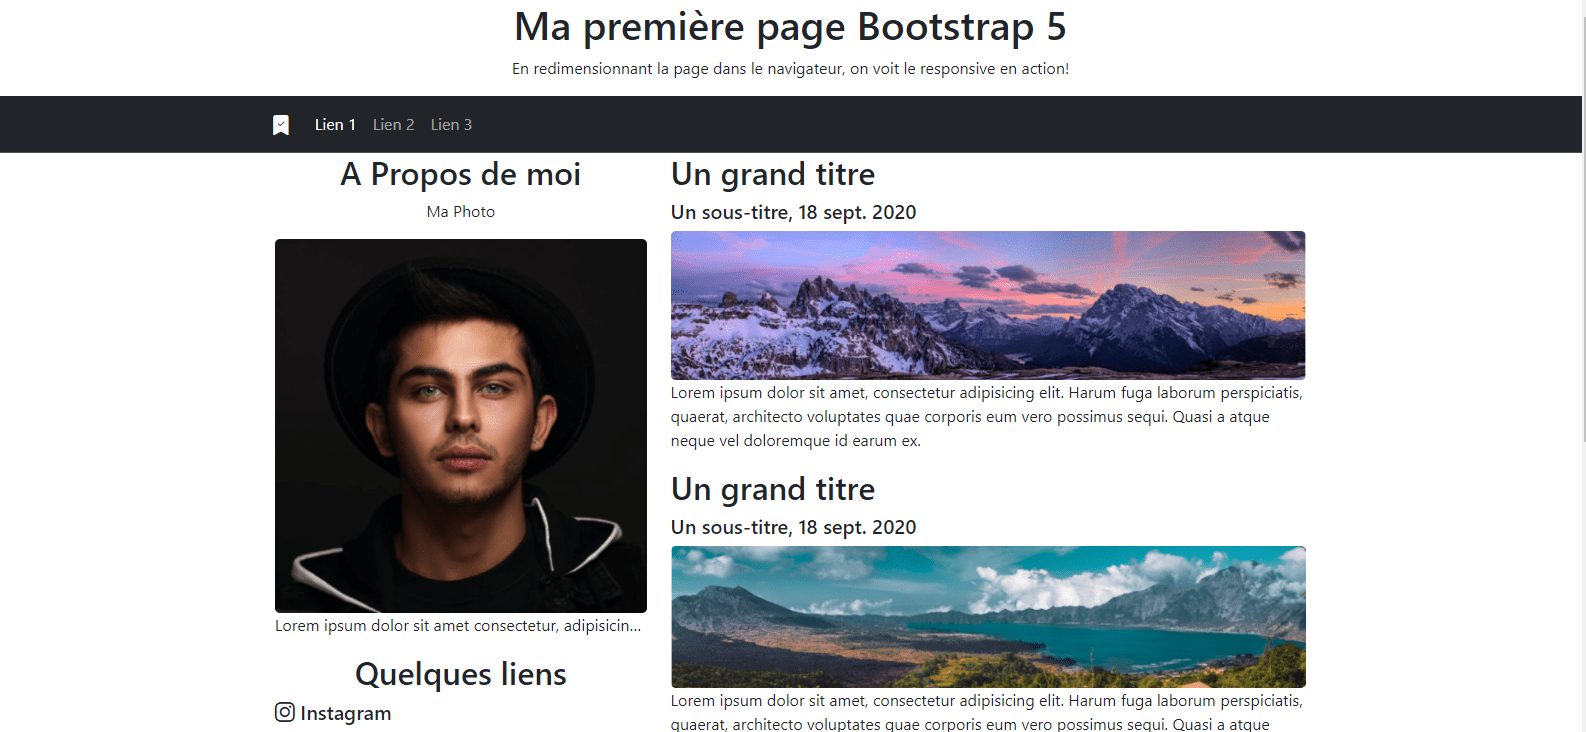 Ma première page Bootstrap 5
En redimensionnant la page dans le navigateur, on voit le responsive en action!
Lien 1 Lien 2 Lien 3
A Propos de moi
Ma Photo
Lorem ipsum dolor sit amet consectetur, adipisicin...
Quelques liens
Instagram
Un grand titre
Un sous-titre, 18 sept. 2020
Lorem ipsum dolor sit amet, consectetur adipisicing elit. Harum fuga laborum perspiciatis,
quaerat, architecto voluptates quae corporis eum vero possimus sequi. Quasi a atque
neque vel doloremque id earum ex.
Un grand titre
Un sous-titre, 18 sept. 2020
Lorem ipsum dolor sit amet, consectetur adipisicing elit. Harum fuga laborum perspiciatis,
quaerat, architecto voluptates quae corporis eum vero possimus sequi. Quasi a atque